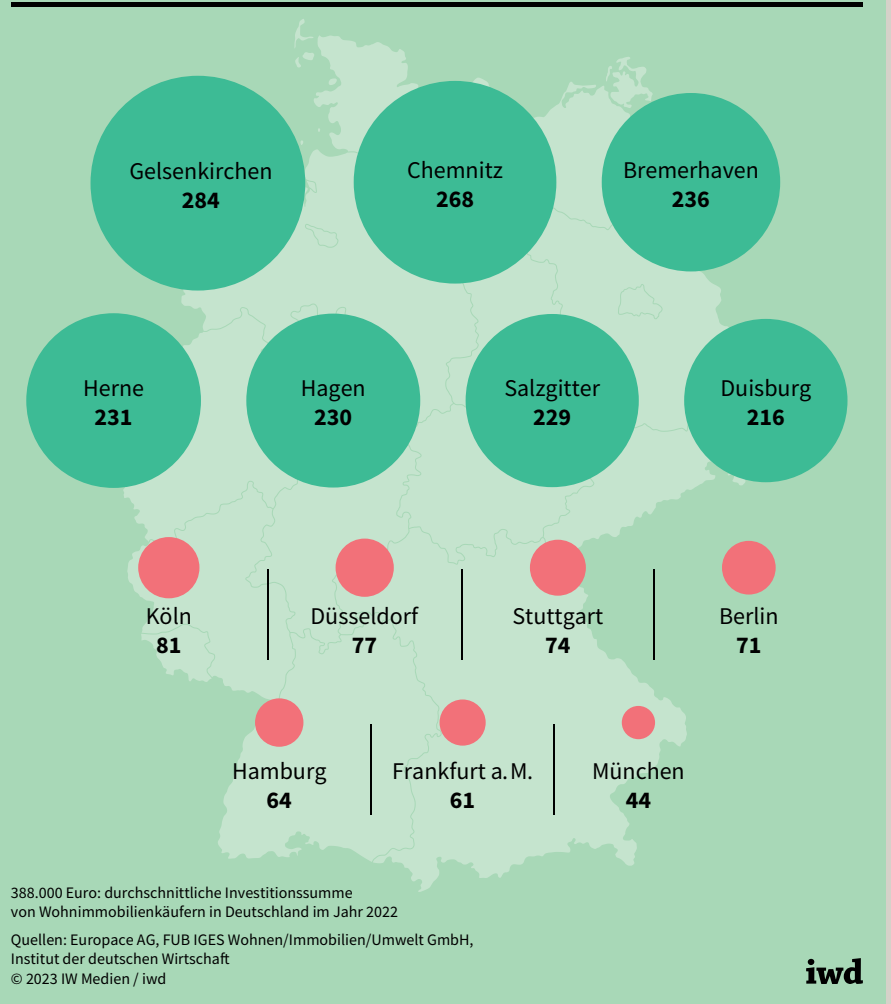 Gelsenkirchen
284
Chemnitz
268
Bremerhaven
236
Herne
231
Hagen
230
Salzgitter
229
Duisburg
216
Köln
81
Düsseldorf
77
Stuttgart
74
Berlin
71
Hamburg
64
Frankfurt a. M.
61
München
44
388.000 Euro: durchschnittliche Investitionssumme
von Wohnimmobilienkäufern in Deutschland im Jahr 2022
Quellen: Europace AG, FUB IGES Wohnen/Immobilien/Umwelt GmbH,
Institut der deutschen Wirtschaft
© 2023 IW Medien / iwd
iwd